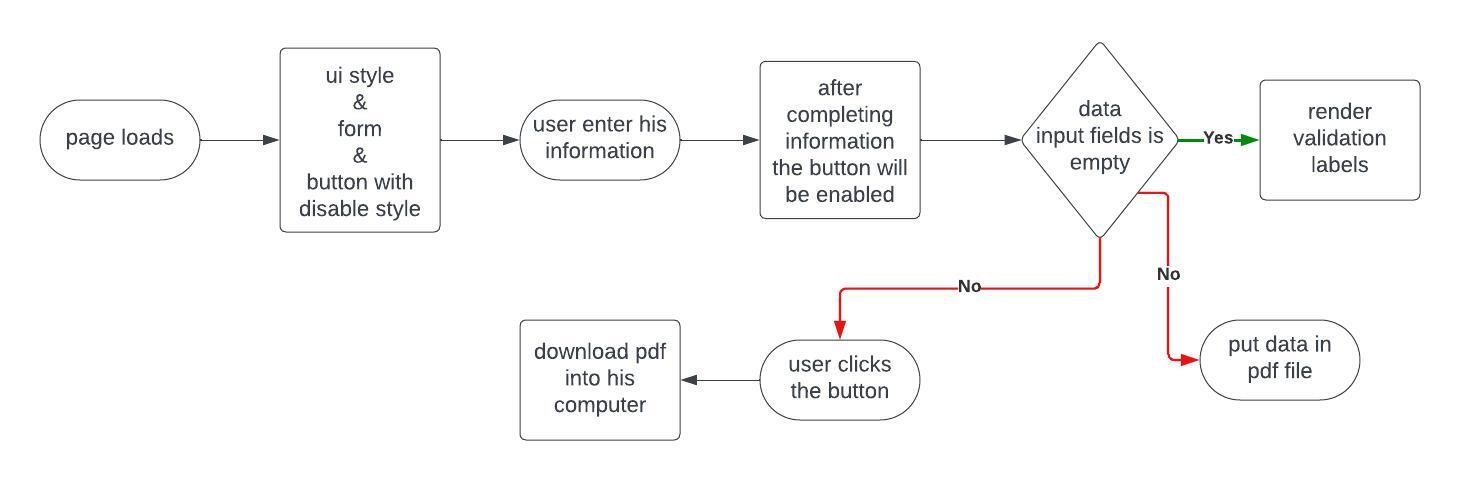 page loads
ui style
&
form
&
button with
disable style
user enter his
information
after
completing
information
the button will
be enabled
data
input fields is
empty
Yes
render
validation
labels
No
No
user clicks
the button
download pdf
into his
computer
put data in
pdf file